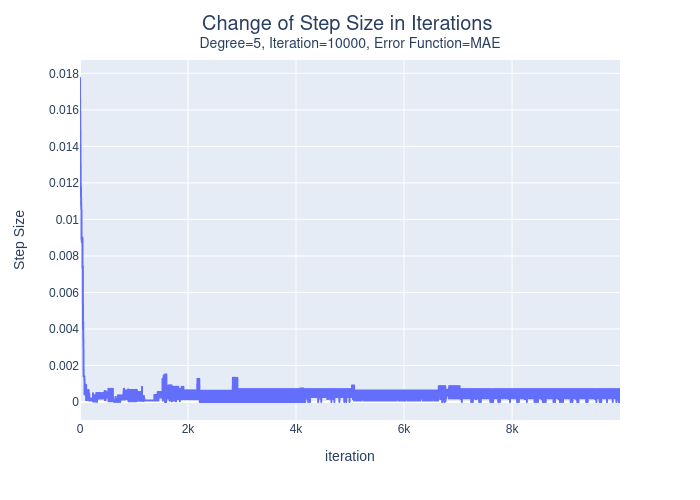 Change of Step Size in Iterations
Degree=5, Iteration=10000, Error Function=MAE
0.018
0.016
0.014
0.012
0.01
0.008
0.006
0.004
0.002
0
Step Size
0
2k
4k
6k
8k
iteration